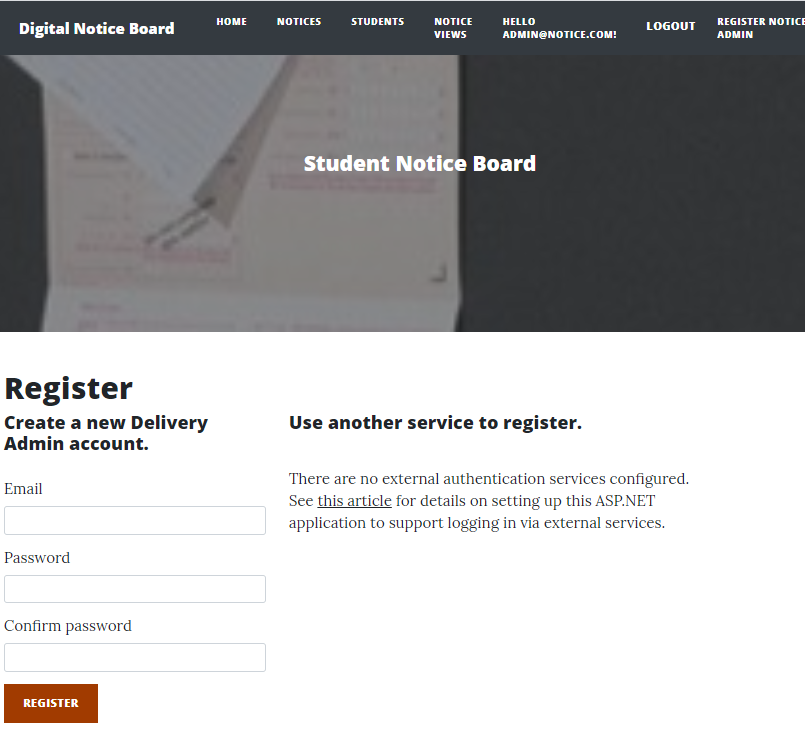 Digital Notice Board
HOME
NOTICES
STUDENTS
NOTICE
VIEWS
HELLO
ADMIN@NOTICE.COM!
LOGOUT
REGISTER NOTICE
ADMIN
Student Notice Board
Register
Create a new Delivery
Admin account.
Email
Password
Confirm password
REGISTER
Use another service to register.
There are no external authentication services configured.
See this article for details on setting up this ASP.NET
application to support logging in via external services.